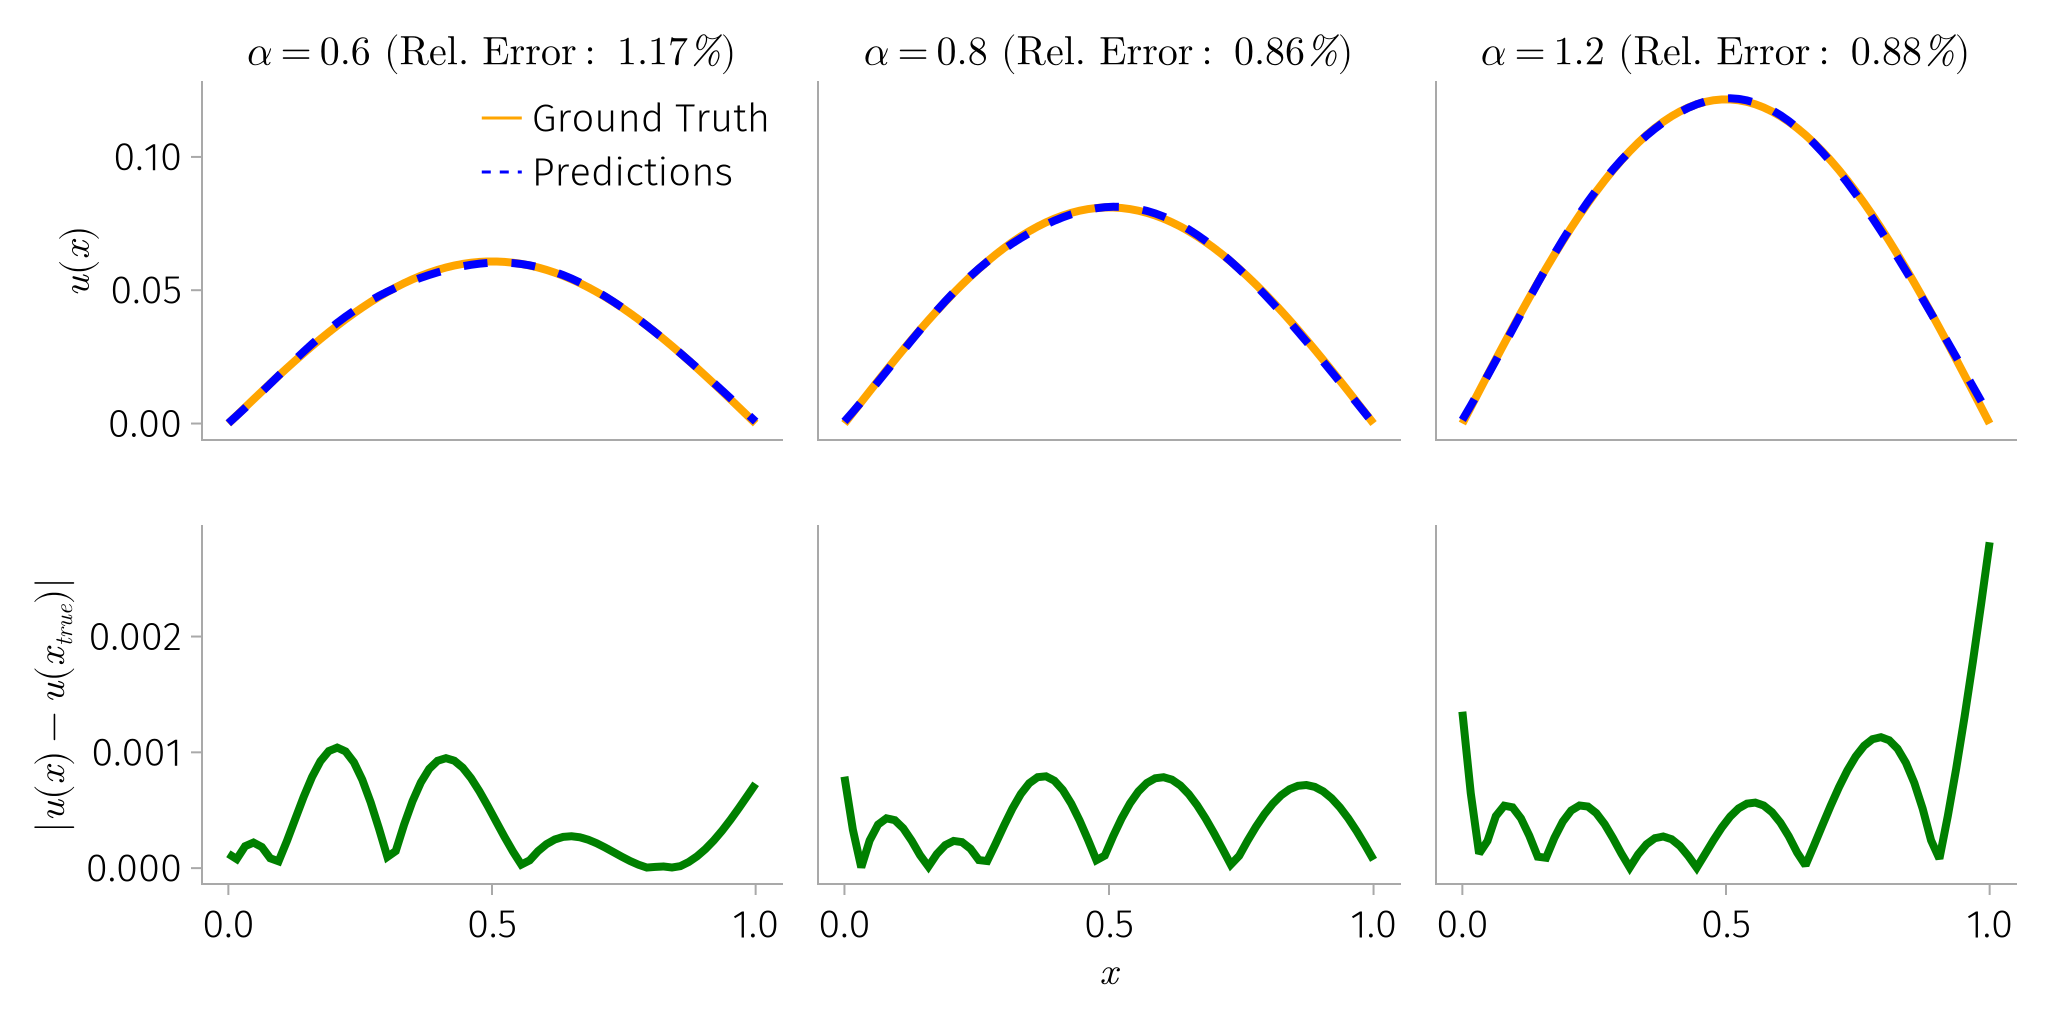 α = 0.6 (Rel. Error : 1.17%)
α = 0.8 (Rel. Error : 0.86%)
α = 1.2 (Rel. Error : 0.88%)
Ground Truth
Predictions
u(x)
0.10
0.05
0.00
|u(x) − u(x_{true})|
0.002
0.001
0.000
0.0 0.5 1.0
0.0 0.5 1.0
0.0 0.5 1.0
x